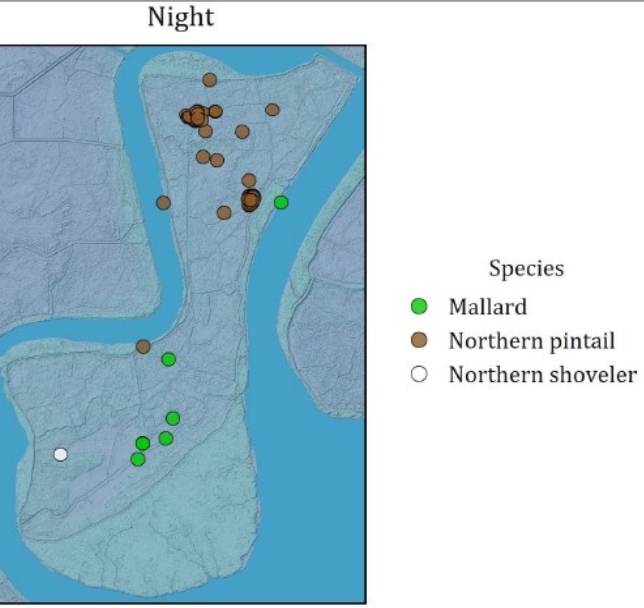 Night
Species
Mallard
Northern pintail
Northern shoveler